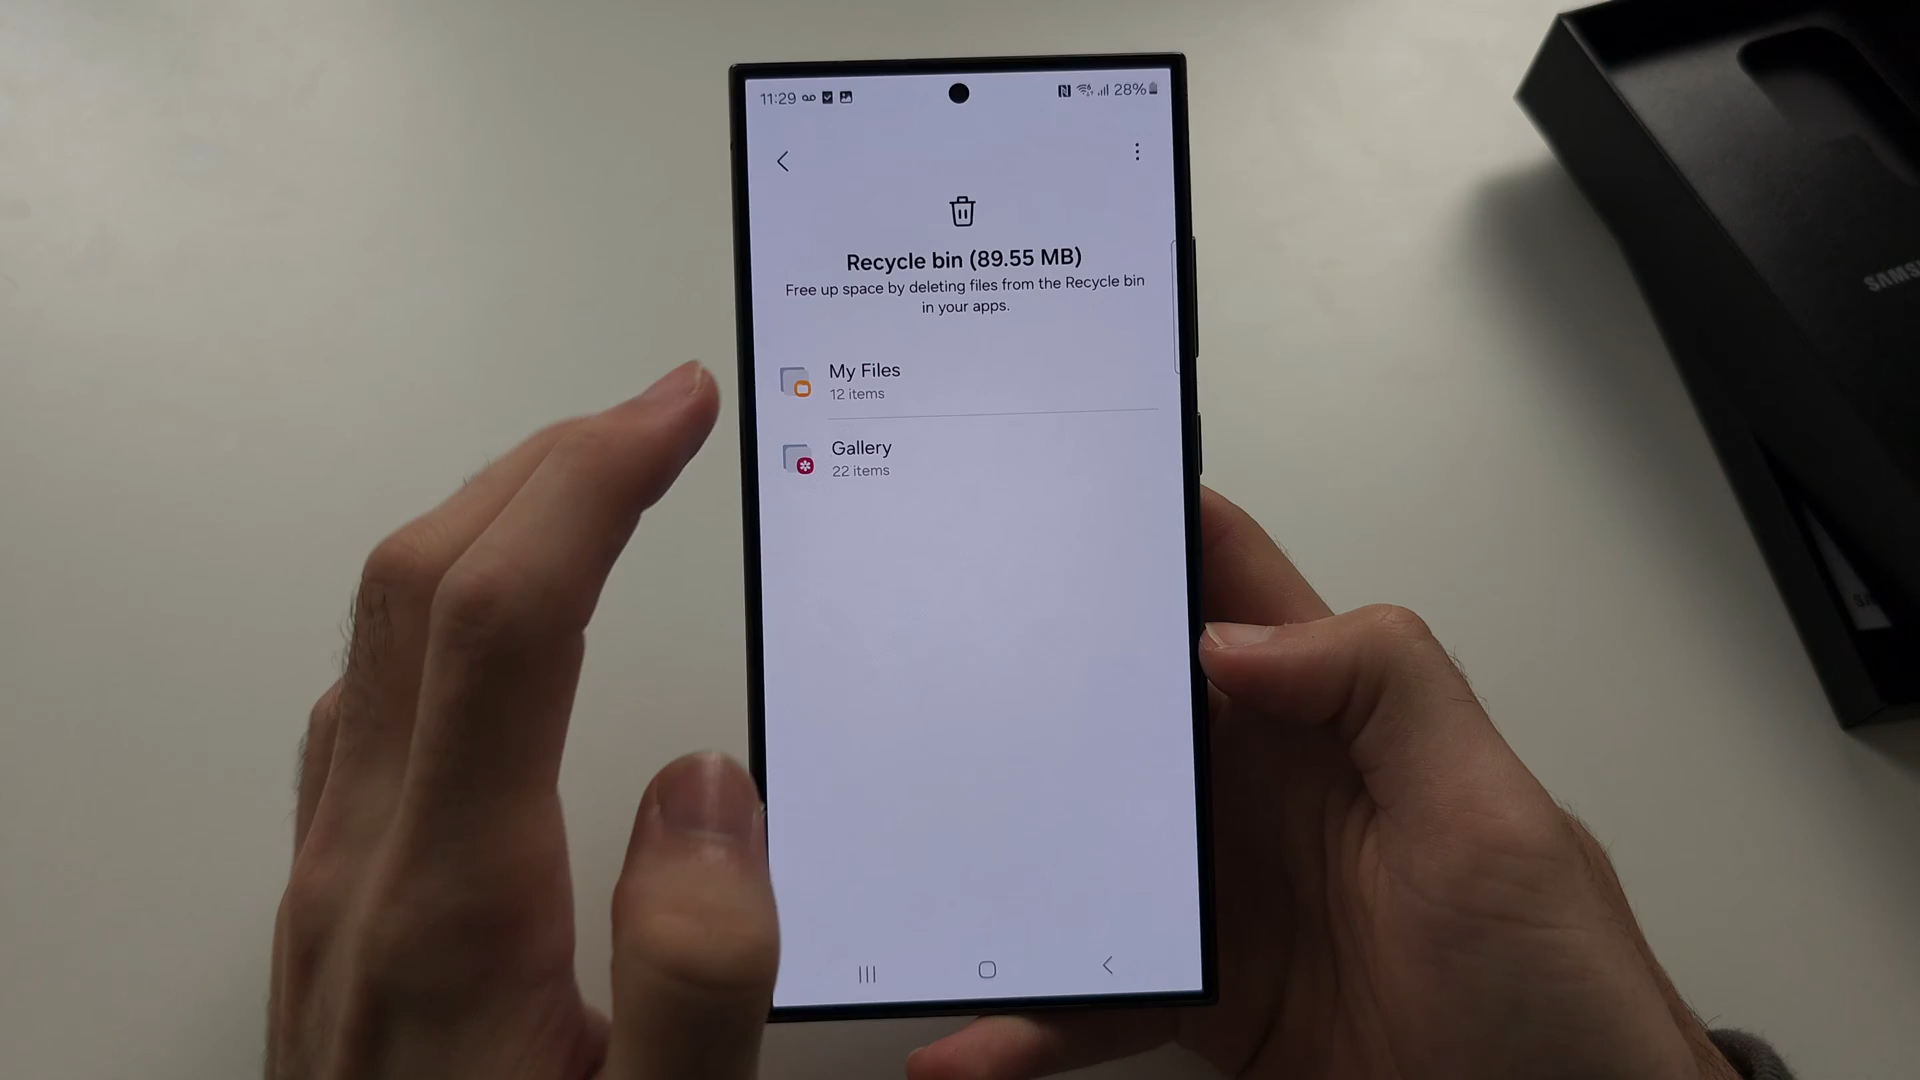 11:29
28%
Recycle bin (89.55 MB)
Free up space by deleting files from the Recycle bin
in your apps.
My Files
12 items
Gallery
22 items
SAMS